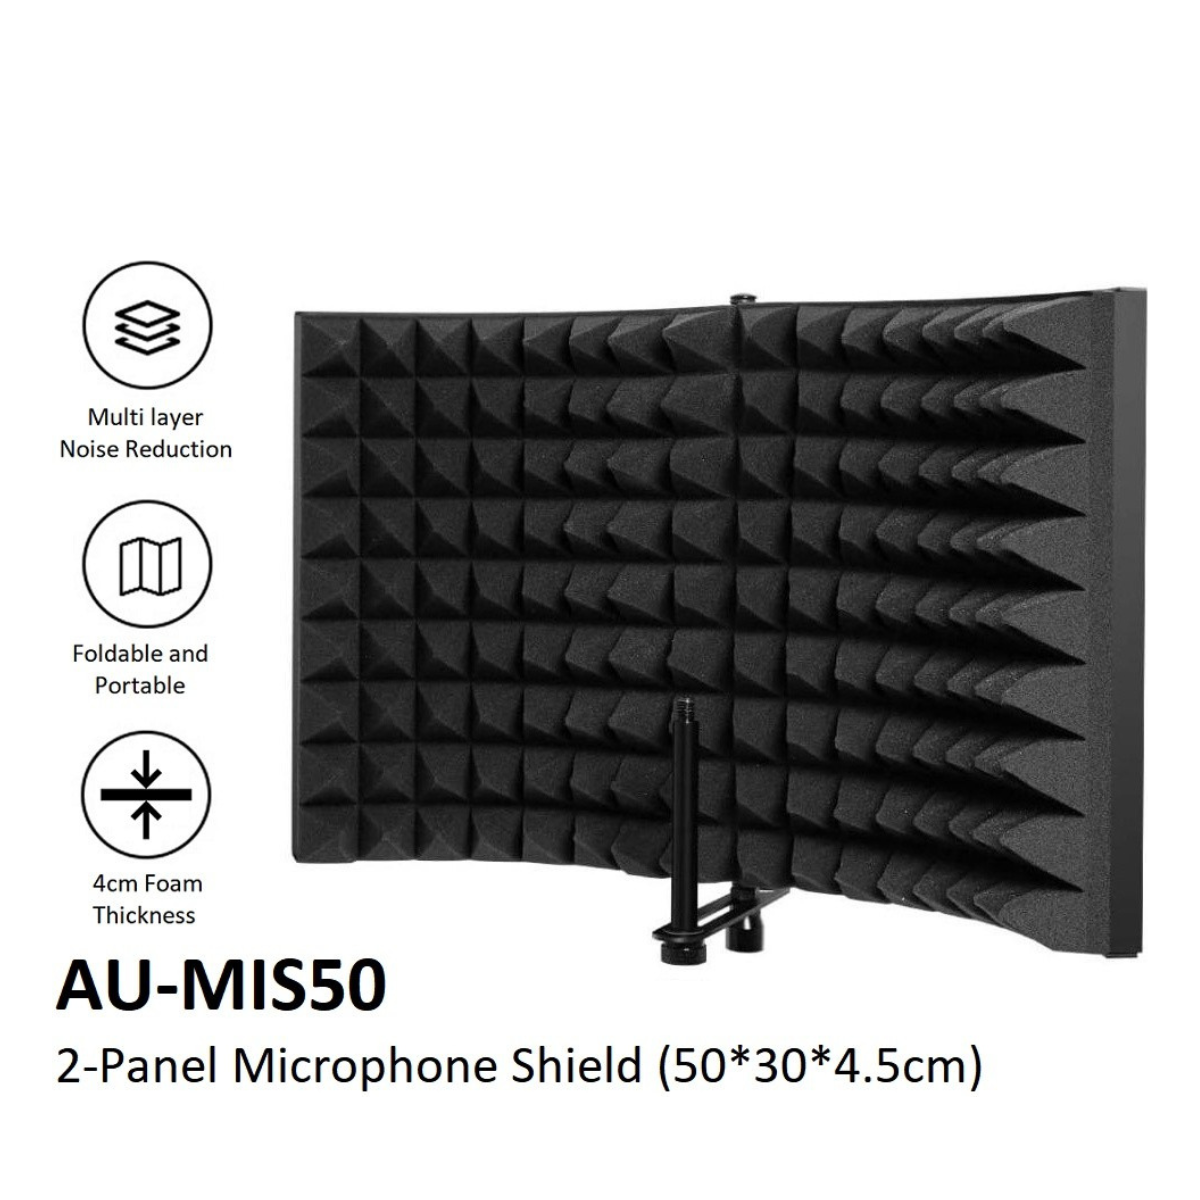 Multi layer
Noise Reduction
Foldable and
Portable
4cm Foam
Thickness
AU-MIS50
2-Panel Microphone Shield (50*30*4.5cm)